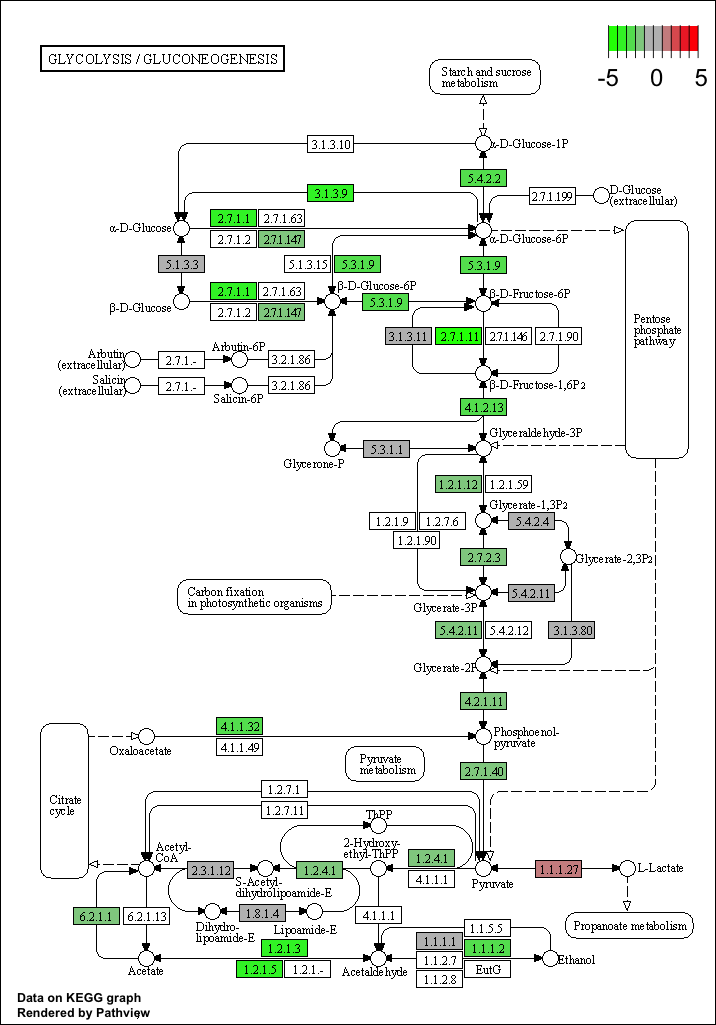 GLYCOLYSIS / GLUCONEOGENESIS
-5 0 5
Starch and sucrose
metabolism
3.1.3.10
α-D-Glucose-1P
5.4.2.2
3.1.3.9
2.7.1.199
D-Glucose
(extracellular)
α-D-Glucose
2.7.1.1
2.7.1.63
2.7.1.2
2.7.1.147
α-D-Glucose-6P
5.1.3.3
5.1.3.15
5.3.1.9
5.3.1.9
β-D-Glucose
2.7.1.1
2.7.1.63
2.7.1.2
2.7.1.147
β-D-Glucose-6P
5.3.1.9
β-D-Fructose-6P
Pentose
phosphate
pathway
3.1.3.11
2.7.1.11
2.7.1.146
2.7.1.90
Arbutin
(extracellular)
2.7.1.-
Arbutin-6P
3.2.1.86
Salicin
(extracellular)
2.7.1.-
Salicin-6P
3.2.1.86
β-D-Fructose-1,6P2
4.1.2.13
Glyceraldehyde-3P
Glycerone-P
5.3.1.1
1.2.1.12
1.2.1.59
Glycerate-1,3P2
1.2.1.9
1.2.7.6
1.2.1.90
5.4.2.4
2.7.2.3
Glycerate-2,3P2
Carbon fixation
in photosynthetic organisms
Glycerate-3P
5.4.2.11
5.4.2.11
5.4.2.12
3.1.3.80
Glycerate-2P
4.2.1.11
Citrate
cycle
Oxaloacetate
4.1.1.32
4.1.1.49
Phosphoenol-
pyruvate
Pyruvate
metabolism
2.7.1.40
1.2.7.1
1.2.7.11
ThPP
Acetyl-
CoA
2.3.1.12
S-Acetyl-
dihydrolipoamide-E
1.2.4.1
2-Hydroxy-
ethyl-ThPP
1.2.4.1
4.1.1.1
Pyruvate
1.1.1.27
L-Lactate
Propanoate metabolism
6.2.1.1
6.2.1.13
Dihydro-
lipoamide-E
1.8.1.4
Lipoamide-E
4.1.1.1
Acetate
1.2.1.3
1.2.1.5
1.2.1.-
Acetaldehyde
1.1.5.5
1.1.1.1
1.1.1.2
1.1.2.7
EutG
1.1.2.8
Ethanol
Data on KEGG graph
Rendered by Pathview